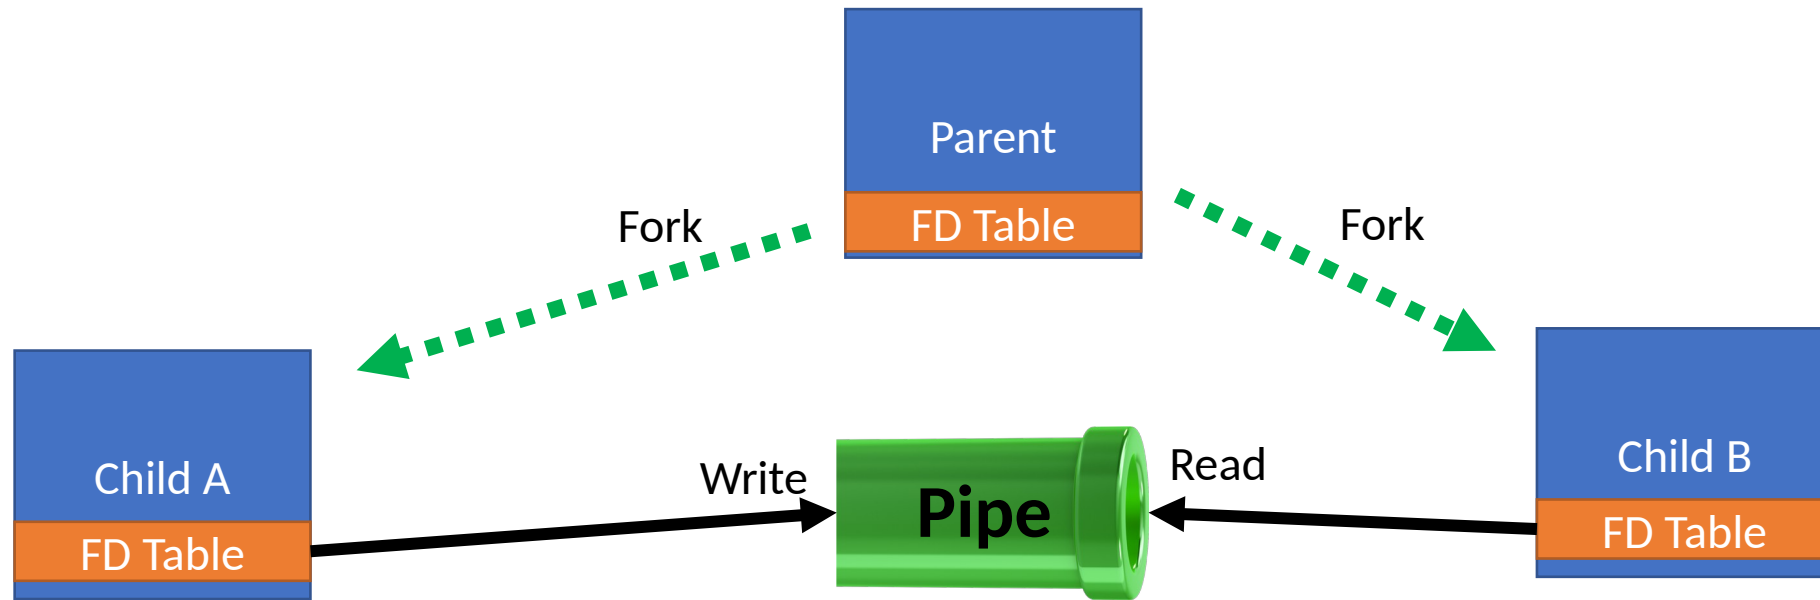 Parent
FD Table
Fork
Fork
Child A
FD Table
Write
Pipe
Read
Child B
FD Table